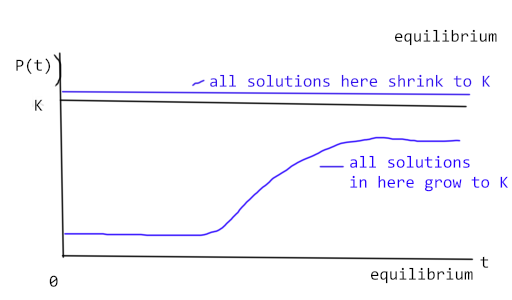 equilibrium
P(t)
all solutions here shrink to K
K
all solutions
in here grow to K
t
equilibrium
0